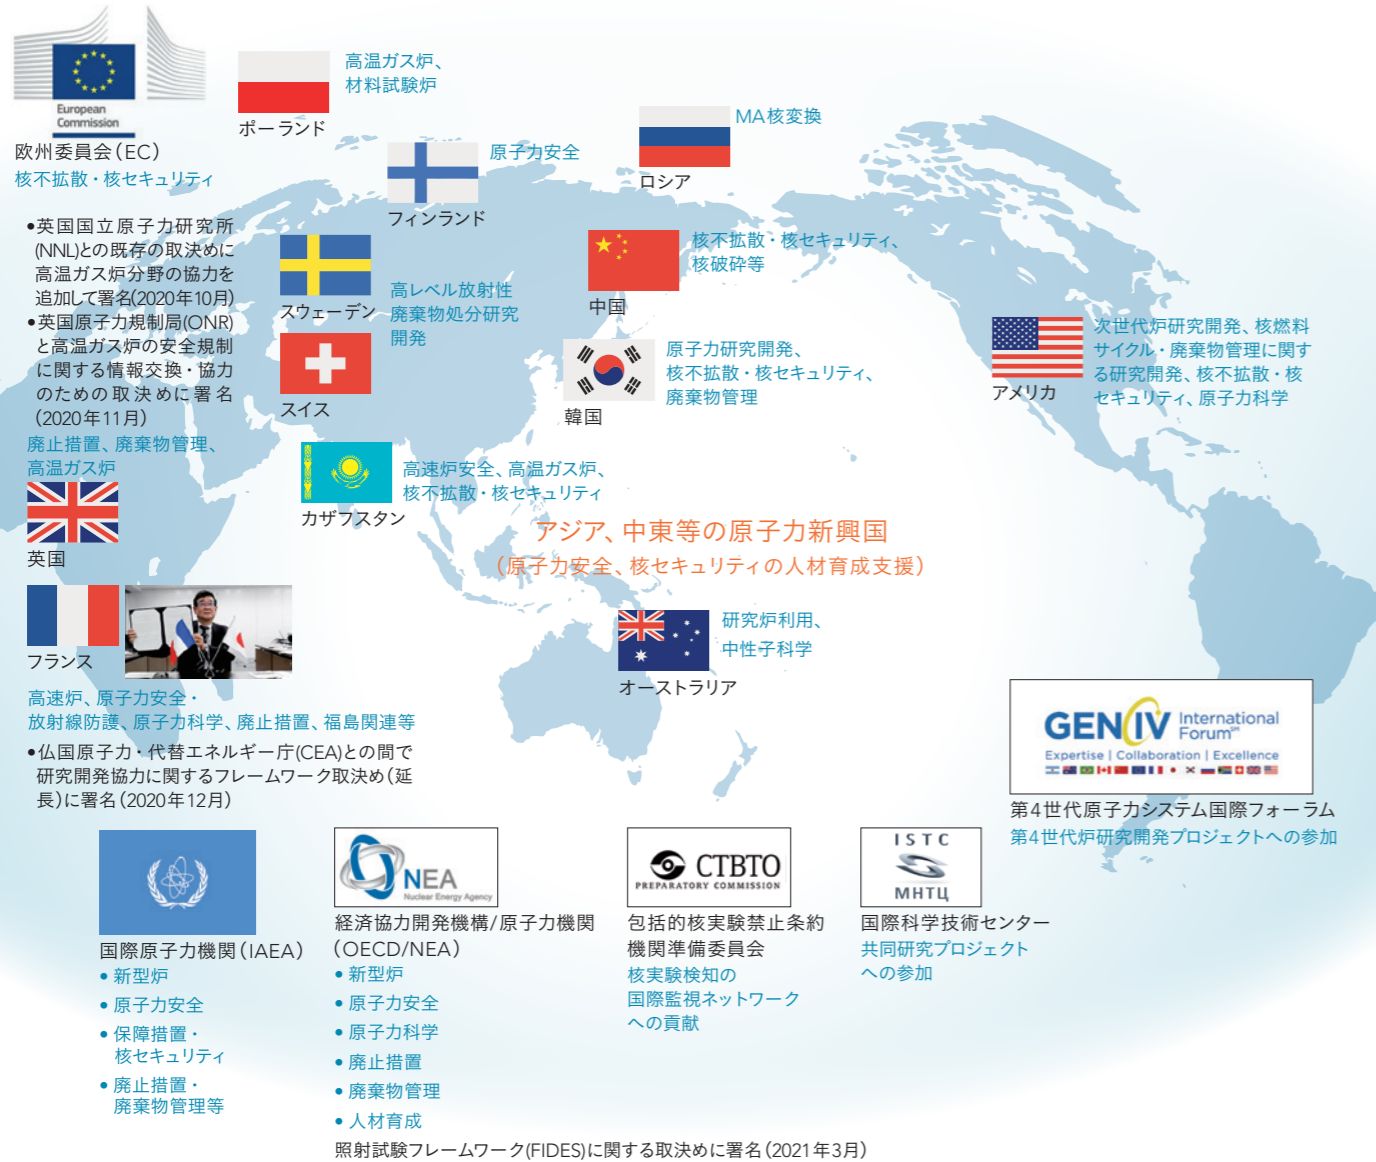 European
Commission
欧州委員会(EC)
核不拡散・核セキュリティ
高温ガス炉、
材料試験炉
ポーランド
原子力安全
フィンランド
MA核変換
ロシア
•英国国立原子力研究所
(NNL)との既存の取決めに
高温ガス炉分野の協力を
追加して署名(2020年10月)
•英国原子力規制局(ONR)
と高温ガス炉の安全規制
に関する情報交換・協力
のための取決めに署名
(2020年11月)
廃止措置、廃棄物管理、
高温ガス炉
英国
スウェーデン
高レベル放射性
廃棄物処分研究
開発
スイス
核不拡散・核セキュリティ、
核破砕等
中国
原子力研究開発、
核不拡散・核セキュリティ、
廃棄物管理
韓国
次世代炉研究開発、核燃料
サイクル・廃棄物管理に関す
る研究開発、核不拡散・核
セキュリティ、原子力科学
アメリカ
高速炉安全、高温ガス炉、
核不拡散・核セキュリティ
カザフスタン
アジア、中東等の原子力新興国
(原子力安全、核セキュリティの人材育成支援)
フランス
高速炉、原子力安全・
放射線防護、原子力科学、廃止措置、福島関連等
•仏国原子力・代替エネルギー庁(CEA)との間で
研究開発協力に関するフレームワーク取決め(延
長)に署名(2020年12月)
研究炉利用、
中性子科学
オーストラリア
GENIV International
Forum℠
Expertise | Collaboration | Excellence
第4世代原子力システム国際フォーラム
第4世代炉研究開発プロジェクトへの参加
国際原子力機関(IAEA)
• 新型炉
• 原子力安全
• 保障措置・
核セキュリティ
• 廃止措置・
廃棄物管理等
NEA
Nuclear Energy Agency
経済協力開発機構/原子力機関
(OECD/NEA)
• 新型炉
• 原子力安全
• 原子力科学
• 廃止措置
• 廃棄物管理
• 人材育成
照射試験フレームワーク(FIDES)に関する取決めに署名(2021年3月)
CTBTO
PREPARATORY COMMISSION
包括的核実験禁止条約
機関準備委員会
核実験検知の
国際監視ネットワーク
への貢献
ISTC
МНТЦ
国際科学技術センター
共同研究プロジェクト
への参加